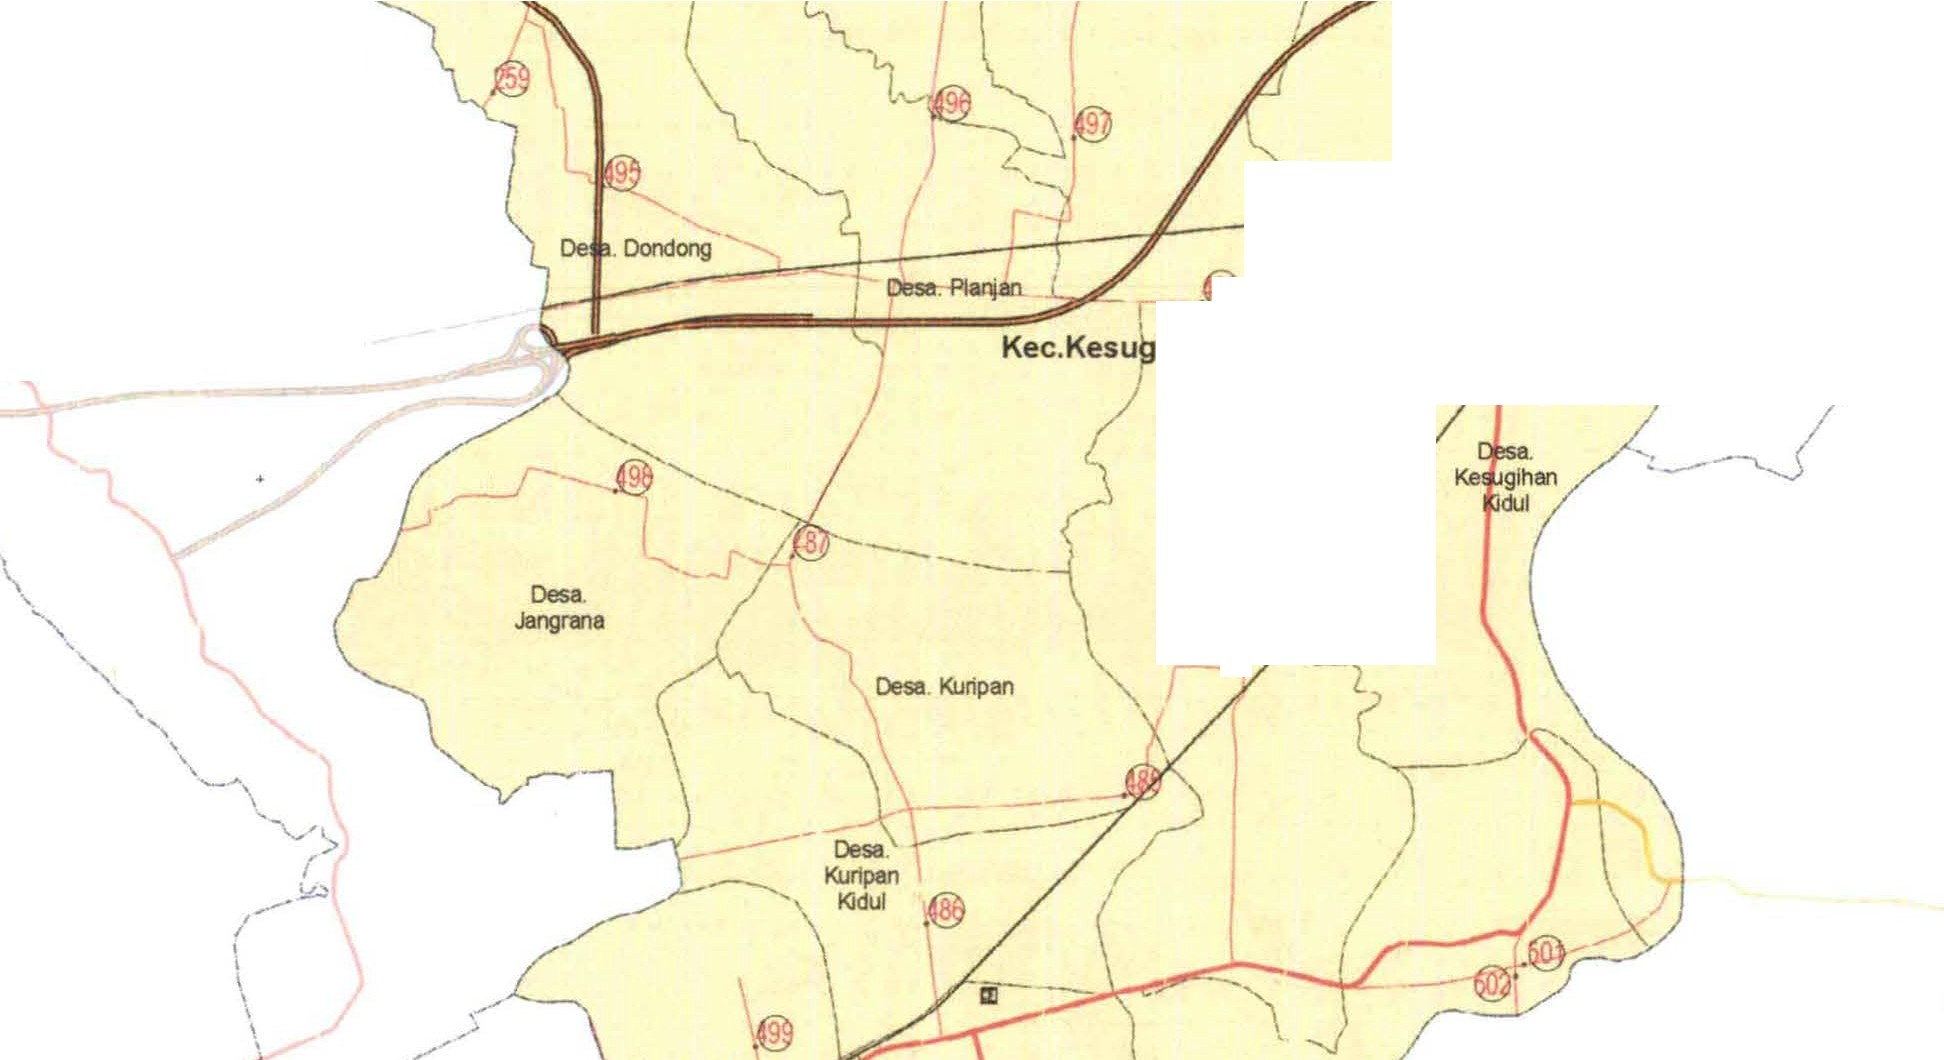 259
496
497
495
Desa. Dondong
Desa. Planjan
Kec.Kesug
Desa.
Kesugihan
Kidul
498
487
Desa.
Jangrana
Desa. Kuripan
Desa.
Kuripan
Kidul
486
501
502
499